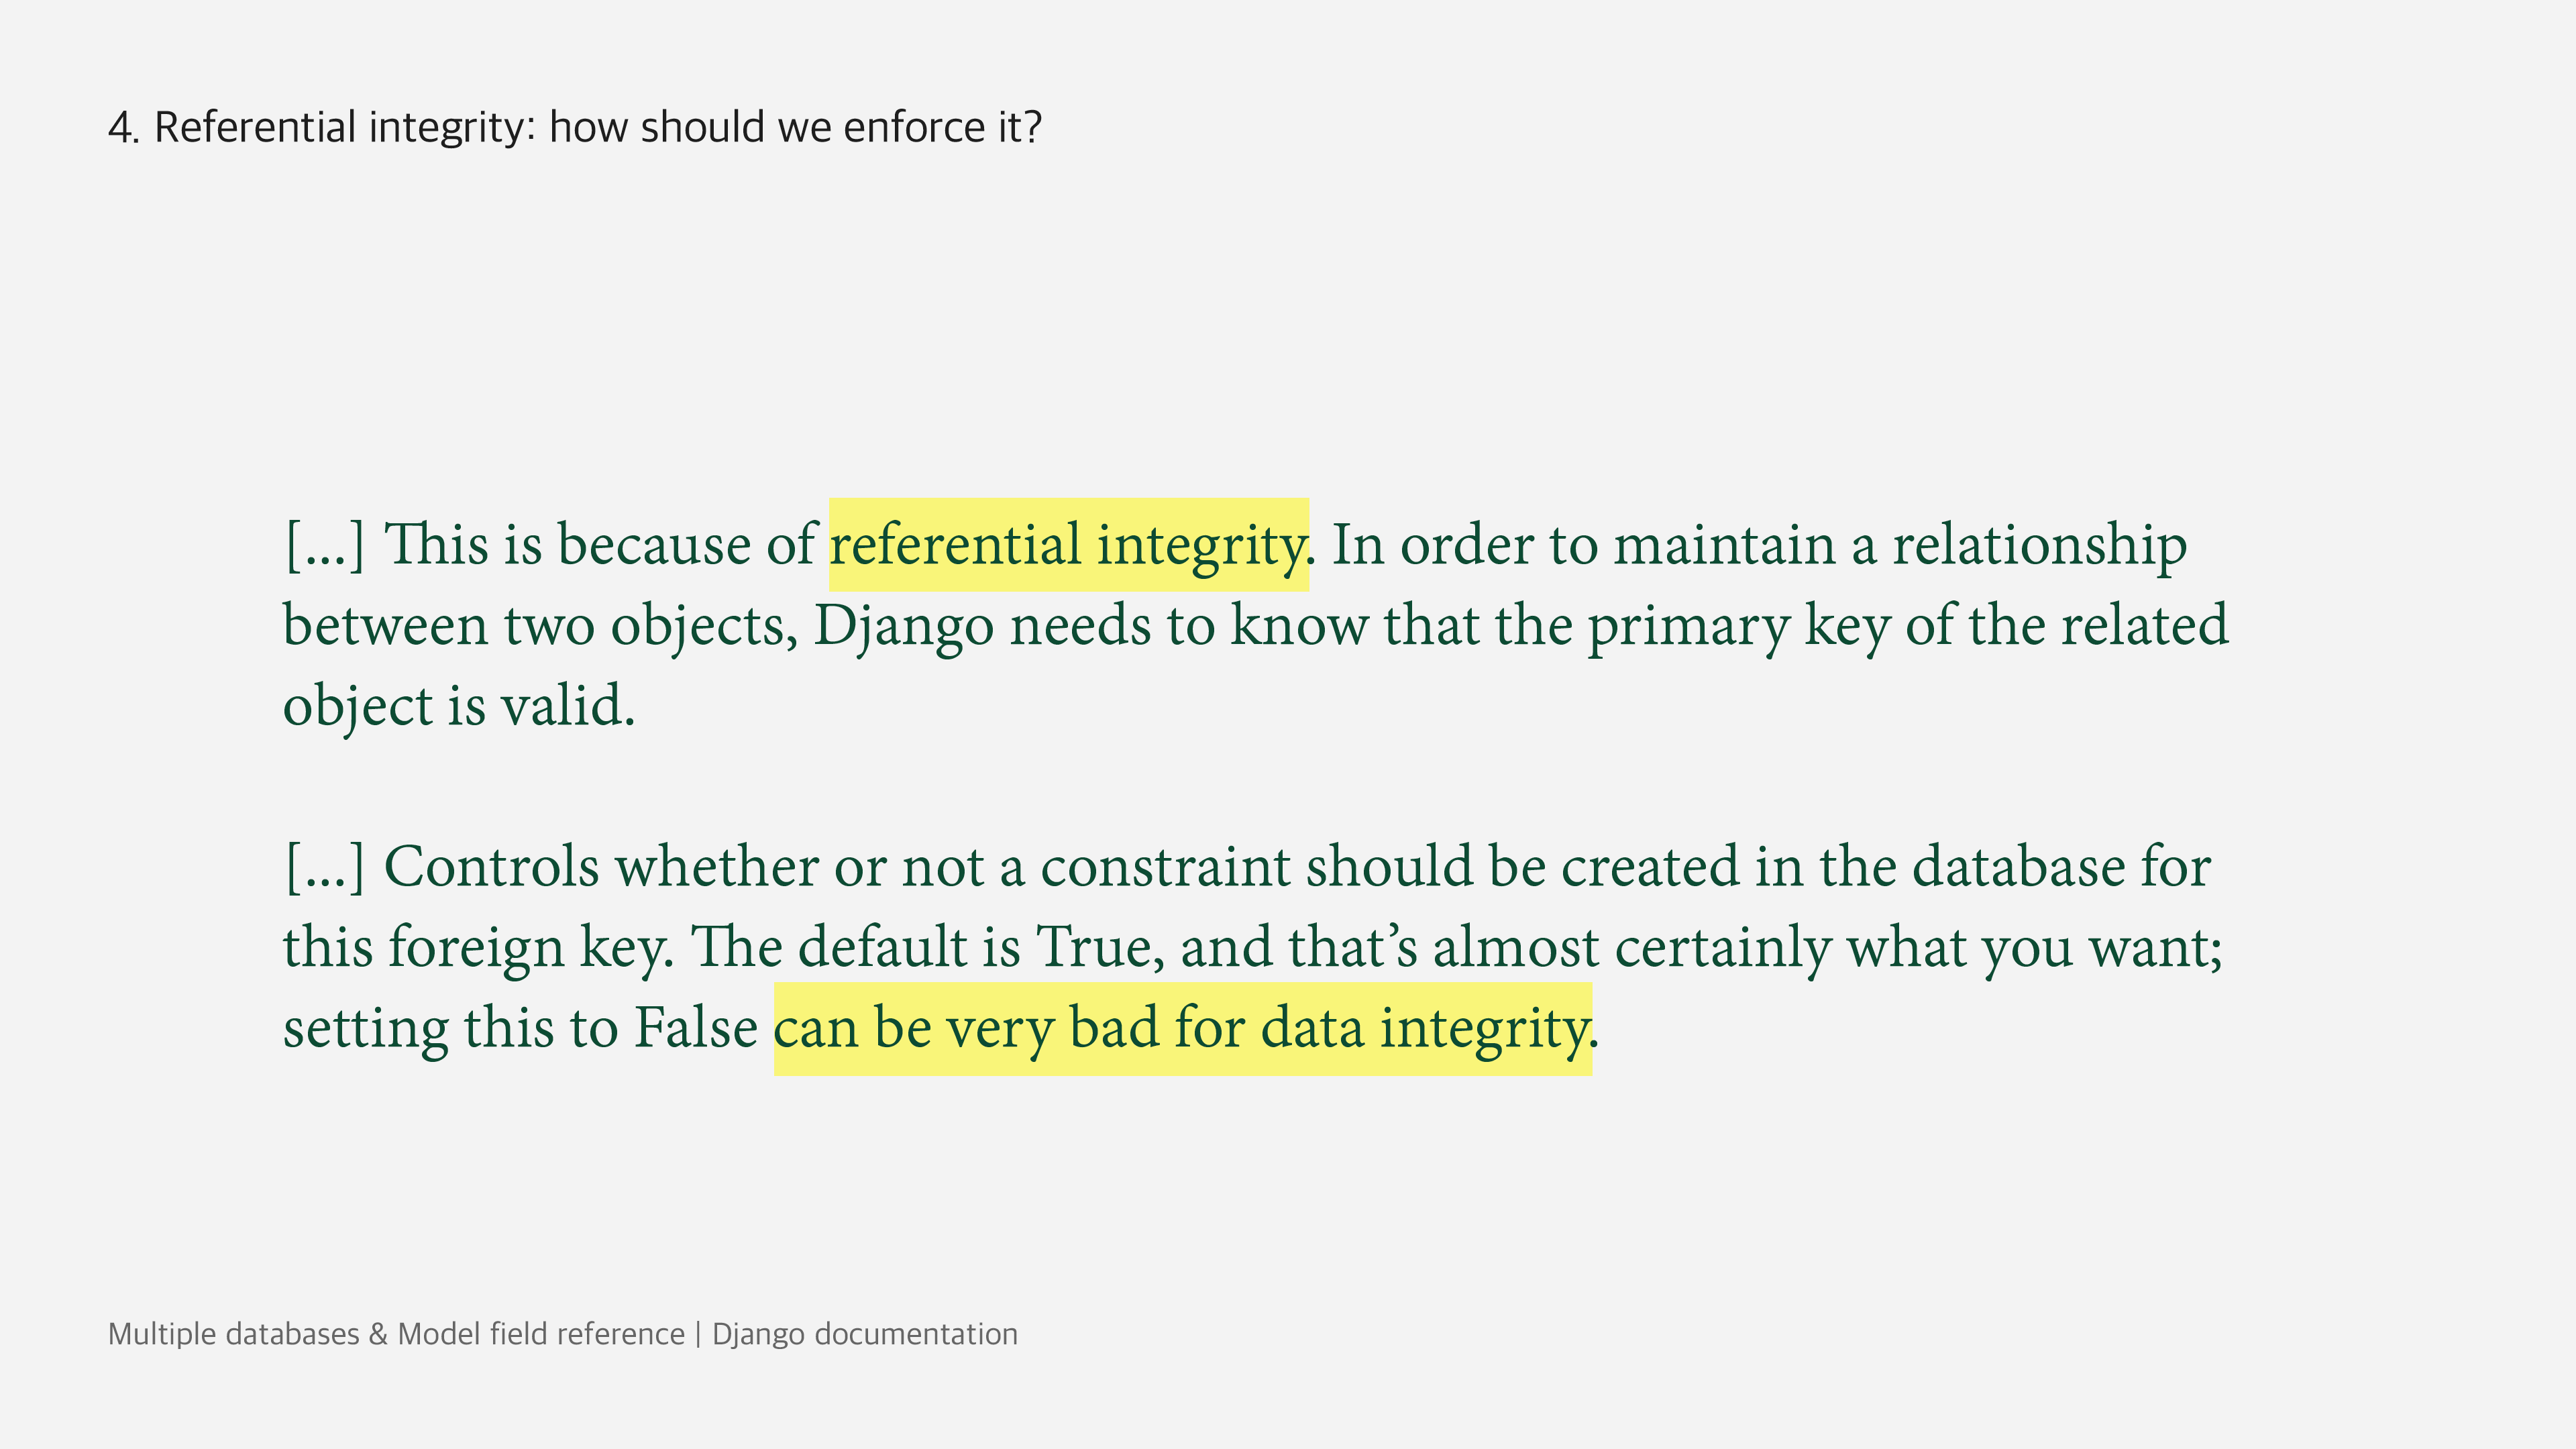 4. Referential integrity: how should we enforce it?
[...] This is because of referential integrity. In order to maintain a relationship
between two objects, Django needs to know that the primary key of the related
object is valid.
[...] Controls whether or not a constraint should be created in the database for
this foreign key. The default is True, and that’s almost certainly what you want;
setting this to False can be very bad for data integrity.
Multiple databases & Model field reference | Django documentation